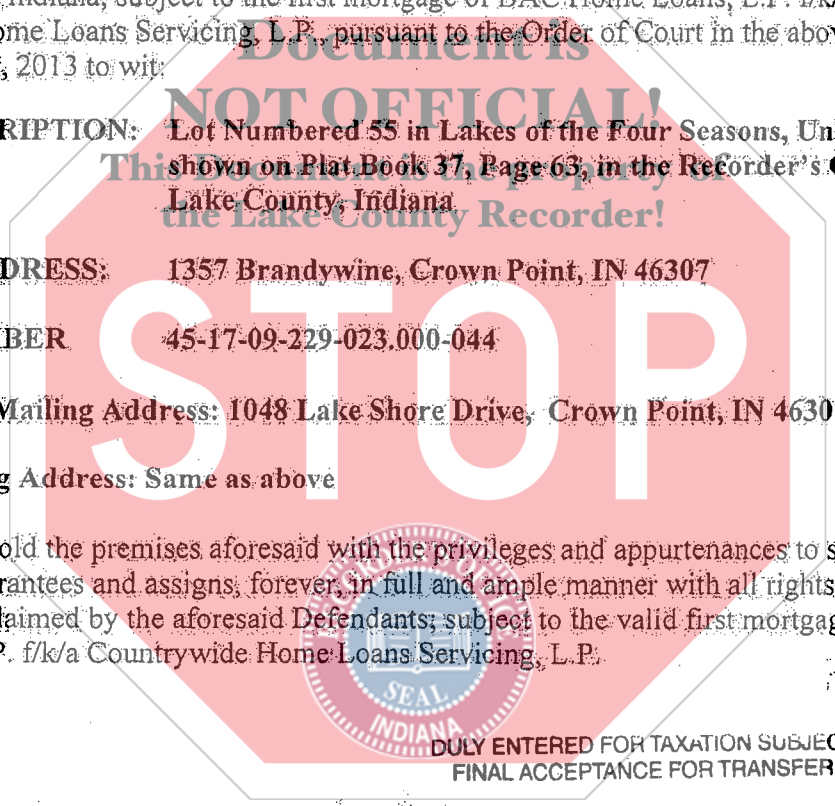 Indiana, subject to the first mortgage of BAC Home Loans, L.P. f/k/
ome Loans Servicing, L.P., pursuant to the Order of Court in the abov
, 2013 to wit:
Document is
NOT OFFICIAL!
This Document is the property of
the Lake County Recorder!
RIPTION: Lot Numbered 55 in Lakes of the Four Seasons, Un
shown on Plat Book 37, Page 63, in the Recorder's
Lake County, Indiana
DRESS: 1357 Brandywine, Crown Point, IN 46307
BER 45-17-09-229-023.000-044
STOP
Mailing Address: 1048 Lake Shore Drive, Crown Point, IN 4630
g Address: Same as above
old the premises aforesaid with the privileges and appurtenances to s
rantees and assigns, forever, in full and ample manner with all rights
laimed by the aforesaid Defendants; subject to the valid first mortgag
P. f/k/a Countrywide Home Loans Servicing, L.P.
RECORDER'S OFFICE
SEAL
INDIANA
DULY ENTERED FOR TAXATION SUBJEC
FINAL ACCEPTANCE FOR TRANSFER